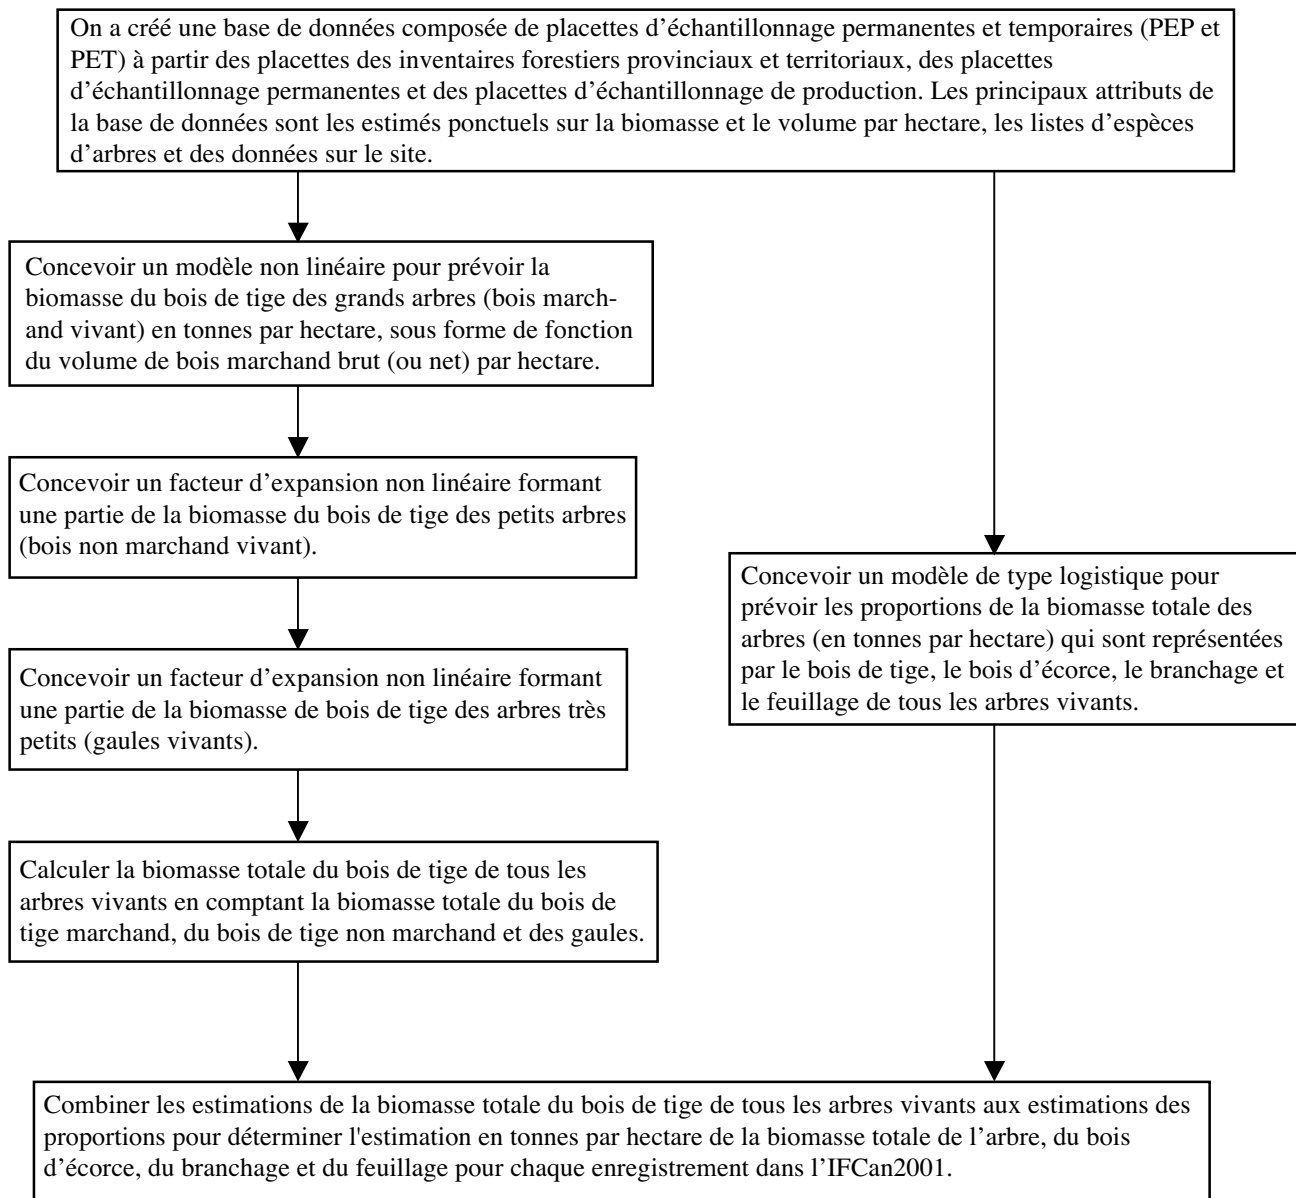 On a créé une base de données composée de placettes d’échantillonnage permanentes et temporaires (PEP et
PET) à partir des placettes des inventaires forestiers provinciaux et territoriaux, des placettes
d’échantillonnage permanentes et des placettes d’échantillonnage de production. Les principaux attributs de
la base de données sont les estimés ponctuels sur la biomasse et le volume par hectare, les listes d’espèces
d’arbres et des données sur le site.
Concevoir un modèle non linéaire pour prévoir la
biomasse du bois de tige des grands arbres (bois march-
and vivant) en tonnes par hectare, sous forme de fonction
du volume de bois marchand brut (ou net) par hectare.
Concevoir un facteur d’expansion non linéaire formant
une partie de la biomasse du bois de tige des petits arbres
(bois non marchand vivant).
Concevoir un facteur d’expansion non linéaire formant
une partie de la biomasse de bois de tige des arbres très
petits (gaules vivants).
Calculer la biomasse totale du bois de tige de tous les
arbres vivants en comptant la biomasse totale du bois de
tige marchand, du bois de tige non marchand et des gaules.
Concevoir un modèle de type logistique pour
prévoir les proportions de la biomasse totale des
arbres (en tonnes par hectare) qui sont représentées
par le bois de tige, le bois d’écorce, le branchage et
le feuillage de tous les arbres vivants.
Combiner les estimations de la biomasse totale du bois de tige de tous les arbres vivants aux estimations des
proportions pour déterminer l'estimation en tonnes par hectare de la biomasse totale de l’arbre, du bois
d’écorce, du branchage et du feuillage pour chaque enregistrement dans l’IFCan2001.